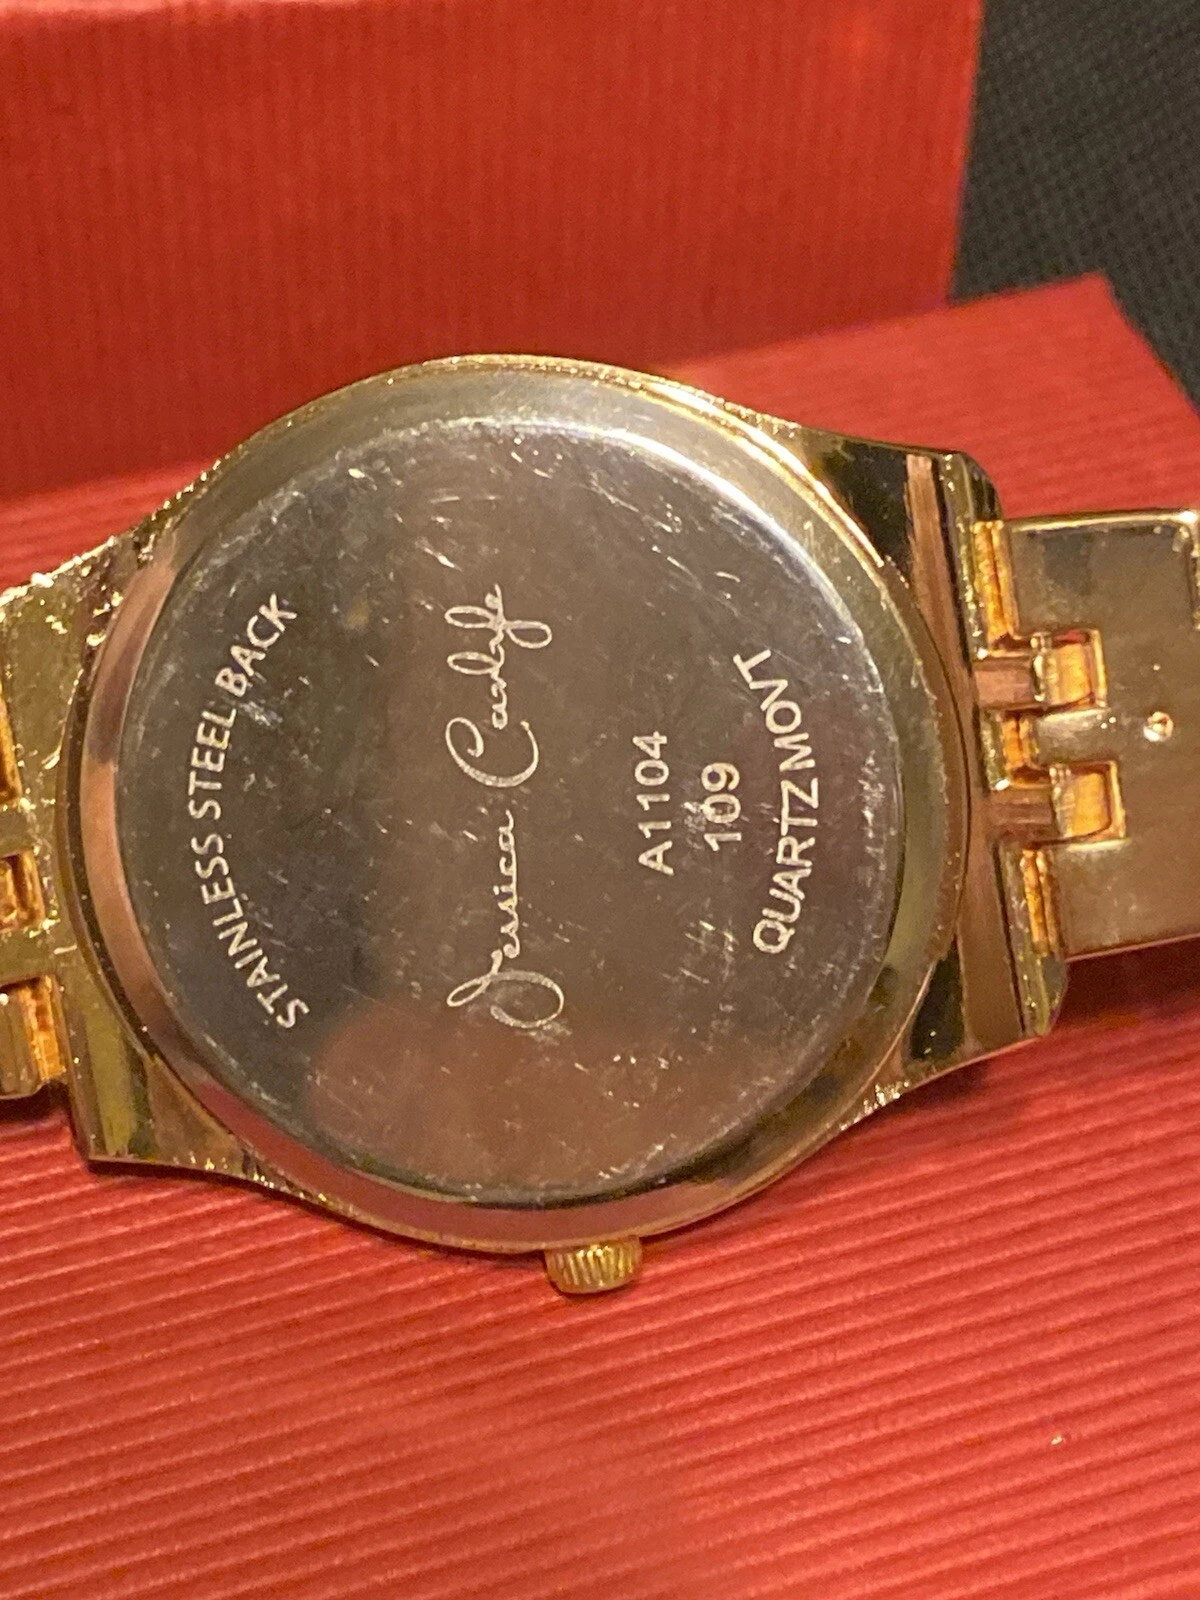 STAINLESS STEEL BACK
Jessica Carlyle
A1104
109
QUARTZ MOVT